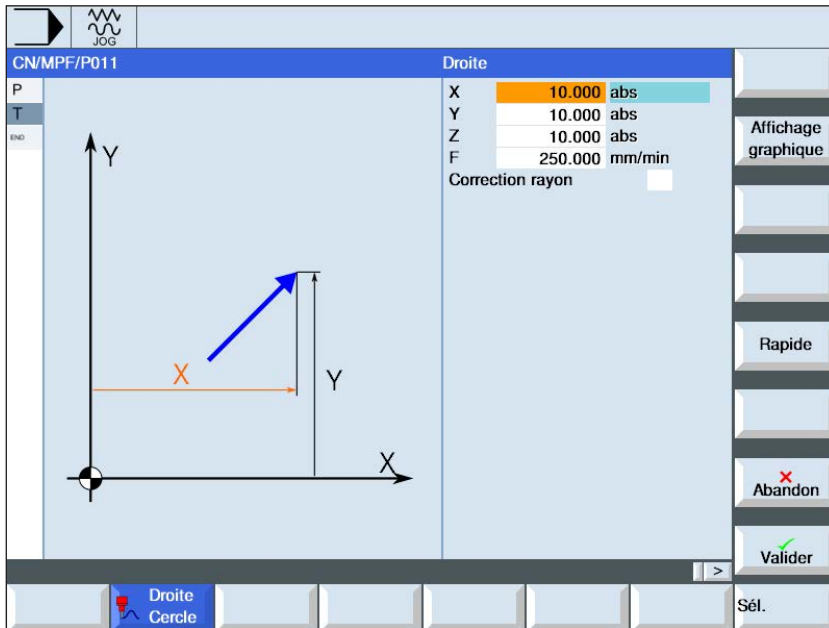 JOG
CN/MPF/P011
Droite
P
T
END
Y
X
Y
X
X 10.000 abs
Y 10.000 abs
Z 10.000 abs
F 250.000 mm/min
Correction rayon
Affichage
graphique
Rapide
Abandon
Valider
>
Droite
Cercle
Sél.